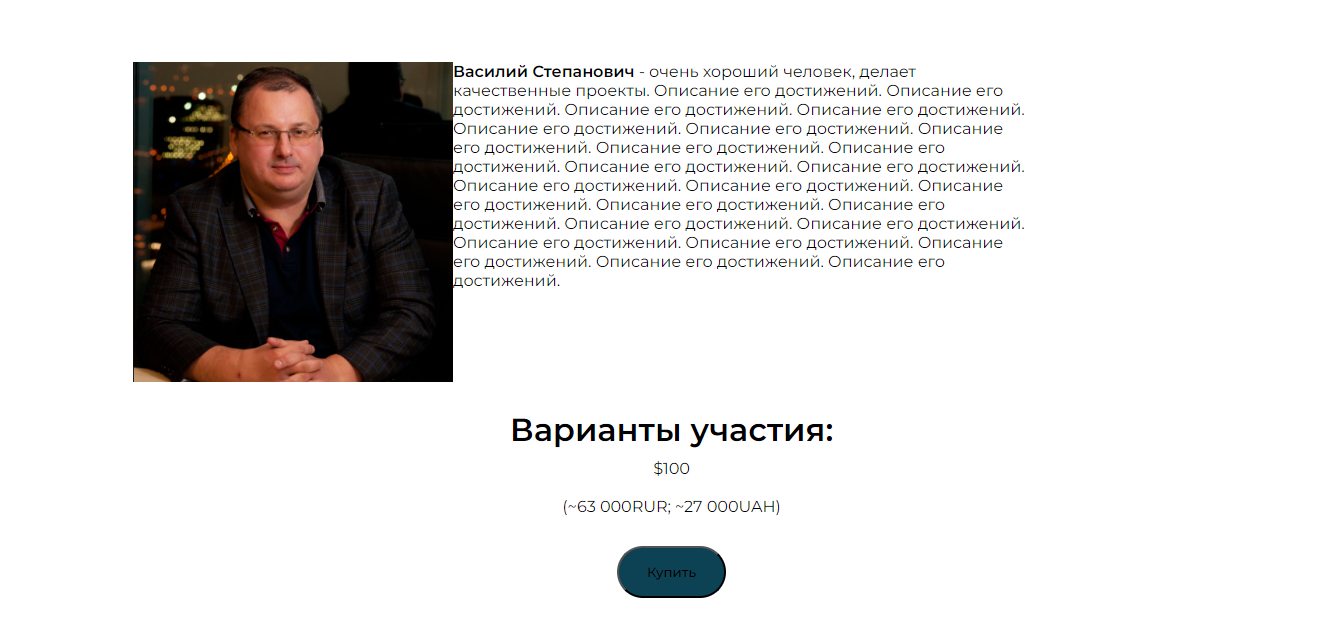 Василий Степанович - очень хороший человек, делает
качественные проекты. Описание его достижений. Описание его
достижений. Описание его достижений. Описание его достижений.
Описание его достижений. Описание его достижений. Описание
его достижений. Описание его достижений. Описание его
достижений. Описание его достижений. Описание его достижений.
Описание его достижений. Описание его достижений. Описание
его достижений. Описание его достижений. Описание его
достижений. Описание его достижений. Описание его достижений.
Описание его достижений. Описание его достижений. Описание
его достижений. Описание его достижений. Описание его
достижений.
Варианты участия:
$100
(~63 000RUR; ~27 000UAH)
Купить